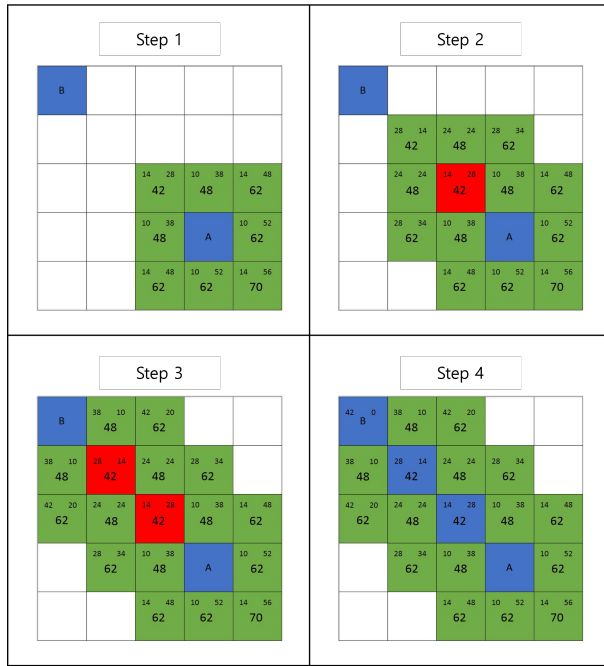 Step 1
B
14 28 10 38 14 48
42 48 62
10 38 10 52
48 A 62
14 48 10 52 14 56
62 62 70
Step 2
B
28 14 24 24 28 34
42 48 62
24 24 14 28 10 38 14 48
48 42 48 62
28 34 10 38 10 52
62 48 A 62
14 48 10 52 14 56
62 62 70
Step 3
38 10 42 20
B 48 62
38 10 28 14 24 24 28 34
48 42 48 62
42 20 24 24 14 28 10 38 14 48
62 48 42 48 62
28 34 10 38 10 52
62 48 A 62
14 48 10 52 14 56
62 62 70
Step 4
42 0 38 10 42 20
B 48 62
38 10 28 14 24 24 28 34
48 42 48 62
42 20 24 24 14 28 10 38 14 48
62 48 42 48 62
28 34 10 38 10 52
62 48 A 62
14 48 10 52 14 56
62 62 70